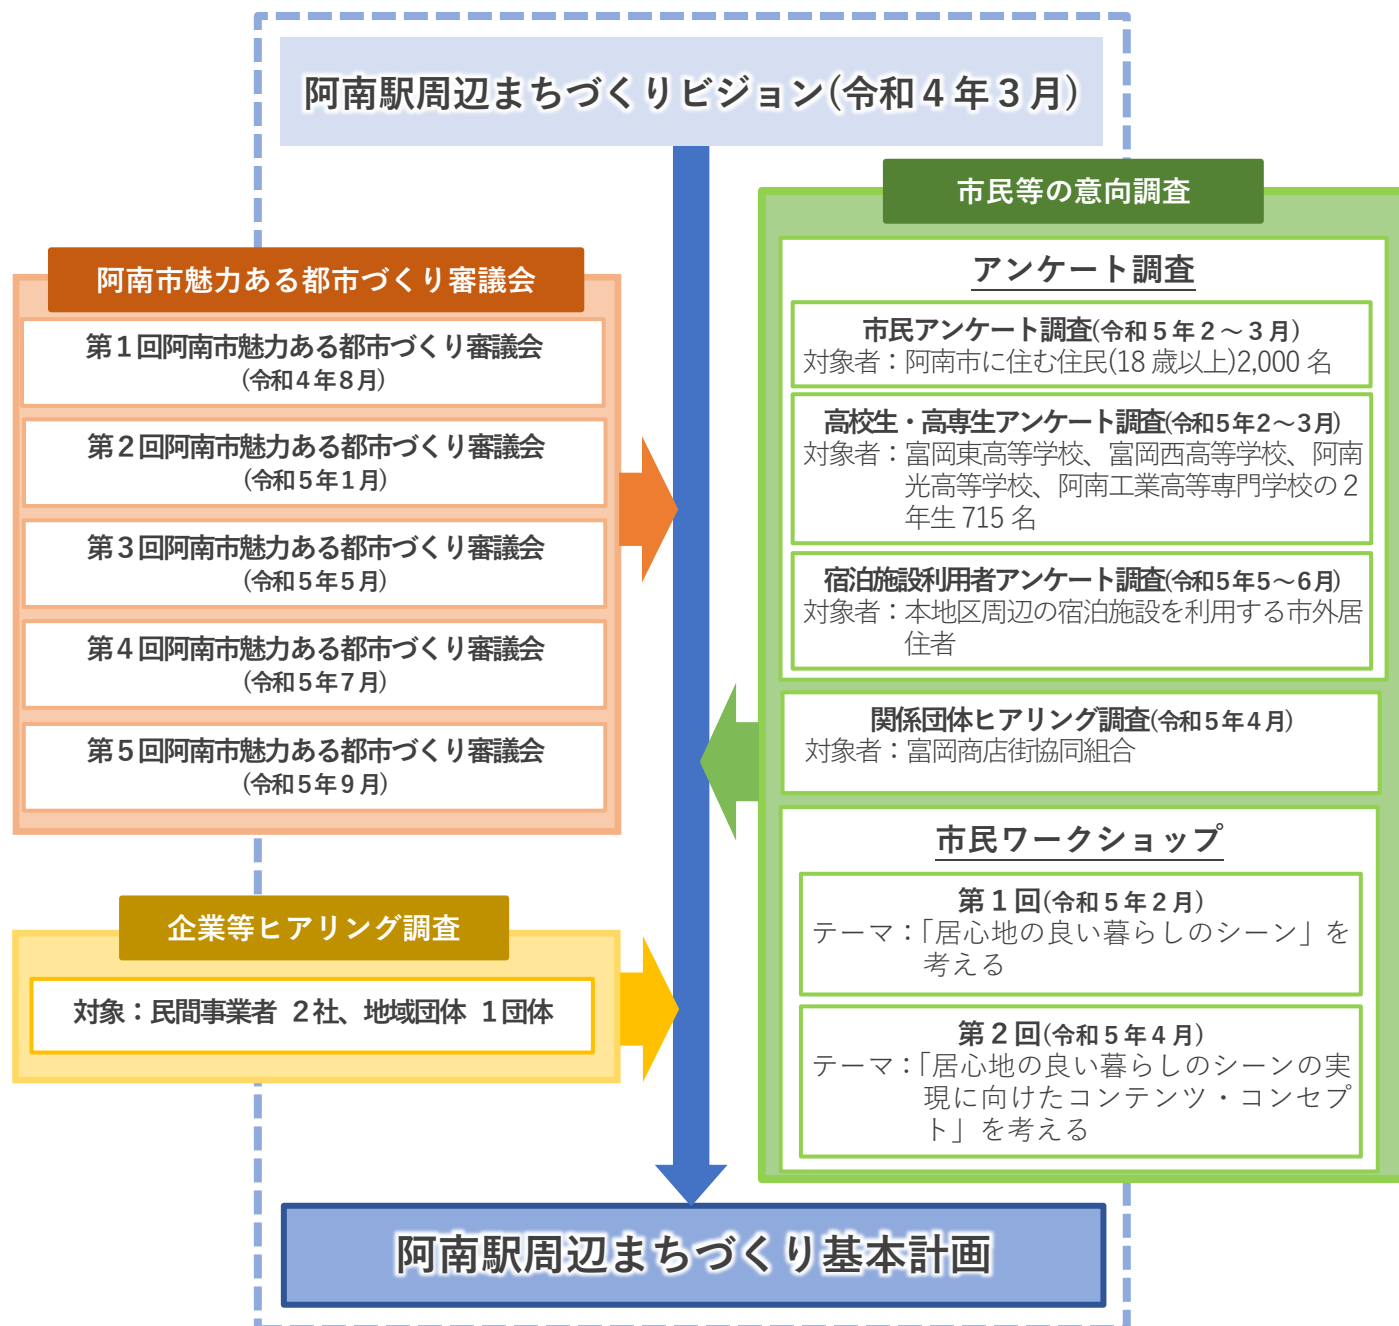 阿南駅周辺まちづくりビジョン(令和４年３月)
阿南市魅力ある都市づくり審議会
第１回阿南市魅力ある都市づくり審議会
(令和４年８月)
第２回阿南市魅力ある都市づくり審議会
(令和５年１月)
第３回阿南市魅力ある都市づくり審議会
(令和５年５月)
第４回阿南市魅力ある都市づくり審議会
(令和５年７月)
第５回阿南市魅力ある都市づくり審議会
(令和５年９月)
企業等ヒアリング調査
対象：民間事業者 ２社、地域団体 １団体
市民等の意向調査
アンケート調査
市民アンケート調査(令和５年２～３月)
対象者：阿南市に住む住民(18 歳以上)2,000 名
高校生・高専生アンケート調査(令和５年２～３月)
対象者：富岡東高等学校、富岡西高等学校、阿南
光高等学校、阿南工業高等専門学校の２
年生 715 名
宿泊施設利用者アンケート調査(令和５年５～６月)
対象者：本地区周辺の宿泊施設を利用する市外居
住者
関係団体ヒアリング調査(令和５年４月)
対象者：富岡商店街協同組合
市民ワークショップ
第１回(令和５年２月)
テーマ：「居心地の良い暮らしのシーン」を
考える
第２回(令和５年４月)
テーマ：「居心地の良い暮らしのシーンの実
現に向けたコンテンツ・コンセプ
ト」を考える
阿南駅周辺まちづくり基本計画